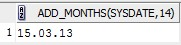 ADD_MONTHS(SYSDATE,14)
1 15.03.13